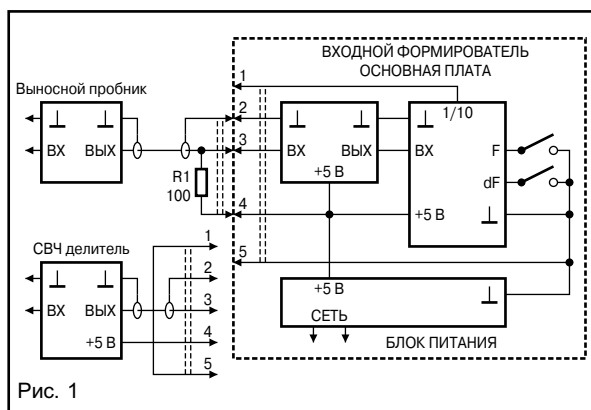 ВХОДНОЙ ФОРМИРОВАТЕЛЬ
ОСНОВНАЯ ПЛАТА
Выносной пробник
1
1/10
2
ВХ
ВЫХ
3
ВХ
ВЫХ
ВХ
F
R1
100
+5 В
dF
4
+5 В
СВЧ делитель
1
5
2
+5 В
ВХ
ВЫХ
3
СЕТЬ
+5 В
4
БЛОК ПИТАНИЯ
5
Рис. 1